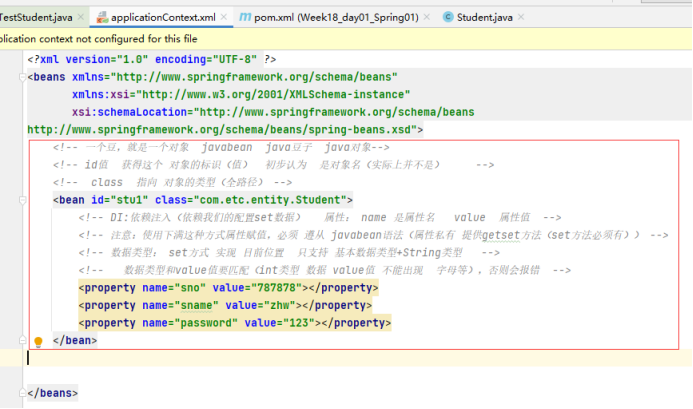 TestStudent.java × applicationContext.xml × pom.xml (Week18_day01_Spring01) × Student.java ×
plication context not configured for this file
<?xml version="1.0" encoding="UTF-8" ?>
<beans xmlns="http://www.springframework.org/schema/beans"
xmlns:xsi="http://www.w3.org/2001/XMLSchema-instance"
xsi:schemaLocation="http://www.springframework.org/schema/beans
http://www.springframework.org/schema/beans/spring-beans.xsd">
<!-- 一个豆，就是一个对象 javabean java豆子 java对象-->
<!-- id值 获得这个 对象的标识（值） 初步认为 是对象名（实际上并不是） -->
<!-- class 指向 对象的类型（全路径） -->
<bean id="stu1" class="com.etc.entity.Student">
<!-- DI:依赖注入（依赖我们的配置set数据） 属性： name 是属性名 value 属性值 -->
<!-- 注意：使用下满这种方式属性赋值，必须 遵从 javabean语法（属性私有 提供getset方法（set方法必须有）） -->
<!-- 数据类型： set方式 实现 目前位置 只支持 基本数据类型+String类型 -->
<!-- 数据类型和value值要匹配（int类型 数据 value值 不能出现 字母等），否则会报错 -->
<property name="sno" value="787878"></property>
<property name="sname" value="zhw"></property>
<property name="password" value="123"></property>
</bean>
</beans>